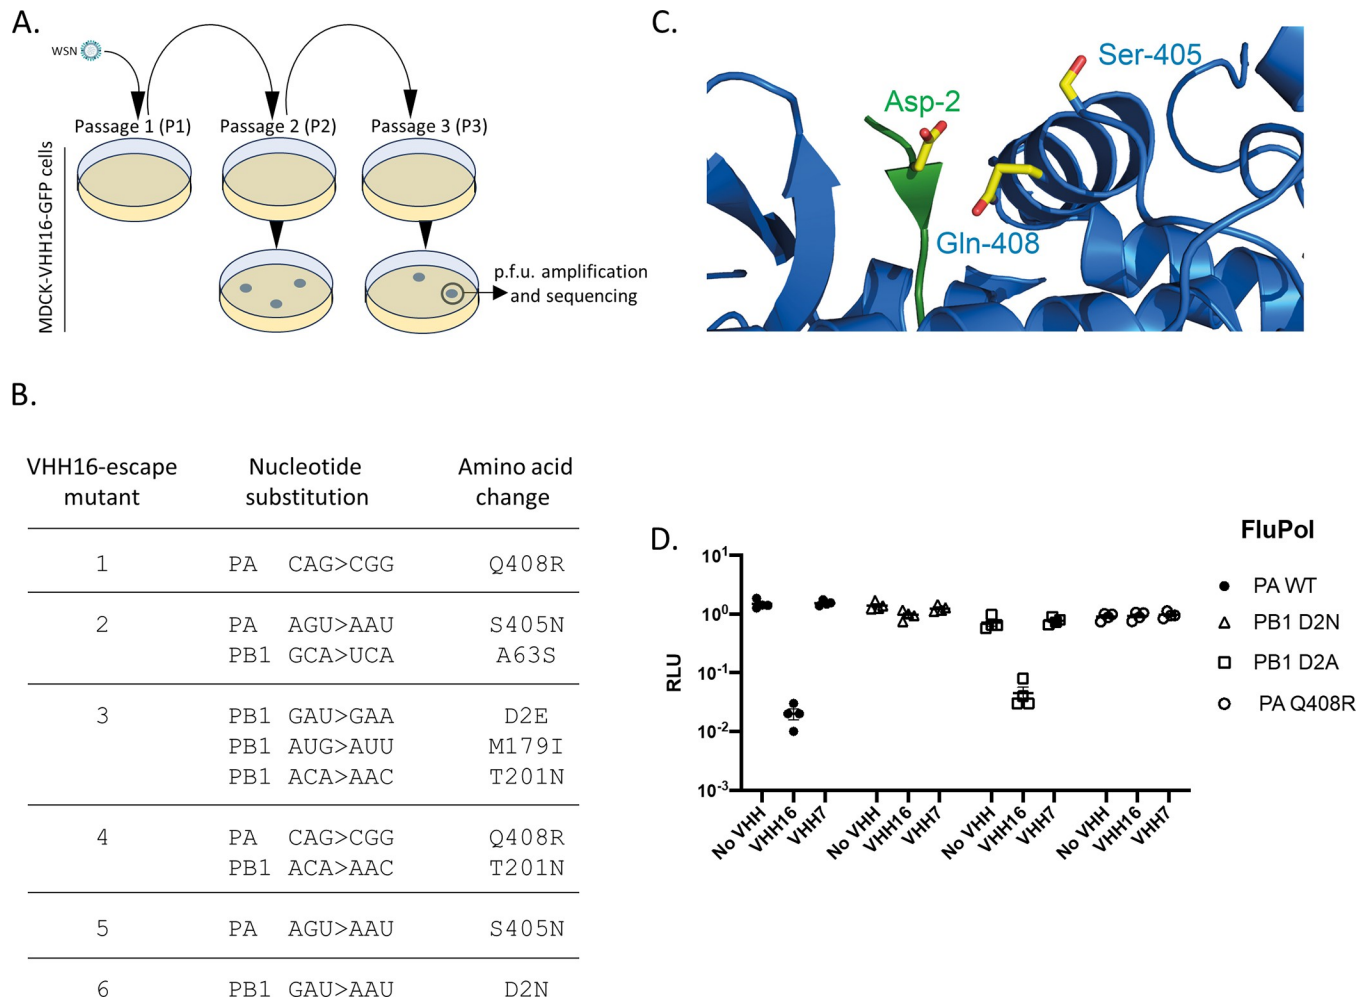 A.
WSN
Passage 1 (P1) Passage 2 (P2) Passage 3 (P3)
MDCK-VHH16-GFP cells
p.f.u. amplification
and sequencing
B.
VHH16-escape mutant Nucleotide substitution Amino acid change
1 PA CAG>CGG Q408R
2 PA AGU>AAU S405N
PB1 GCA>UCA A63S
3 PB1 GAU>GAA D2E
PB1 AUG>AUU M179I
PB1 ACA>AAC T201N
4 PA CAG>CGG Q408R
PB1 ACA>AAC T201N
5 PA AGU>AAU S405N
6 PB1 GAU>AAU D2N
C.
Ser-405
Asp-2
Gln-408
D.
RLU
10¹
10⁰
10⁻¹
10⁻²
10⁻³
No VHH VHH16 VHH7 No VHH VHH16 VHH7 No VHH VHH16 VHH7 No VHH VHH16 VHH7
FluPol
PA WT
PB1 D2N
PB1 D2A
PA Q408R